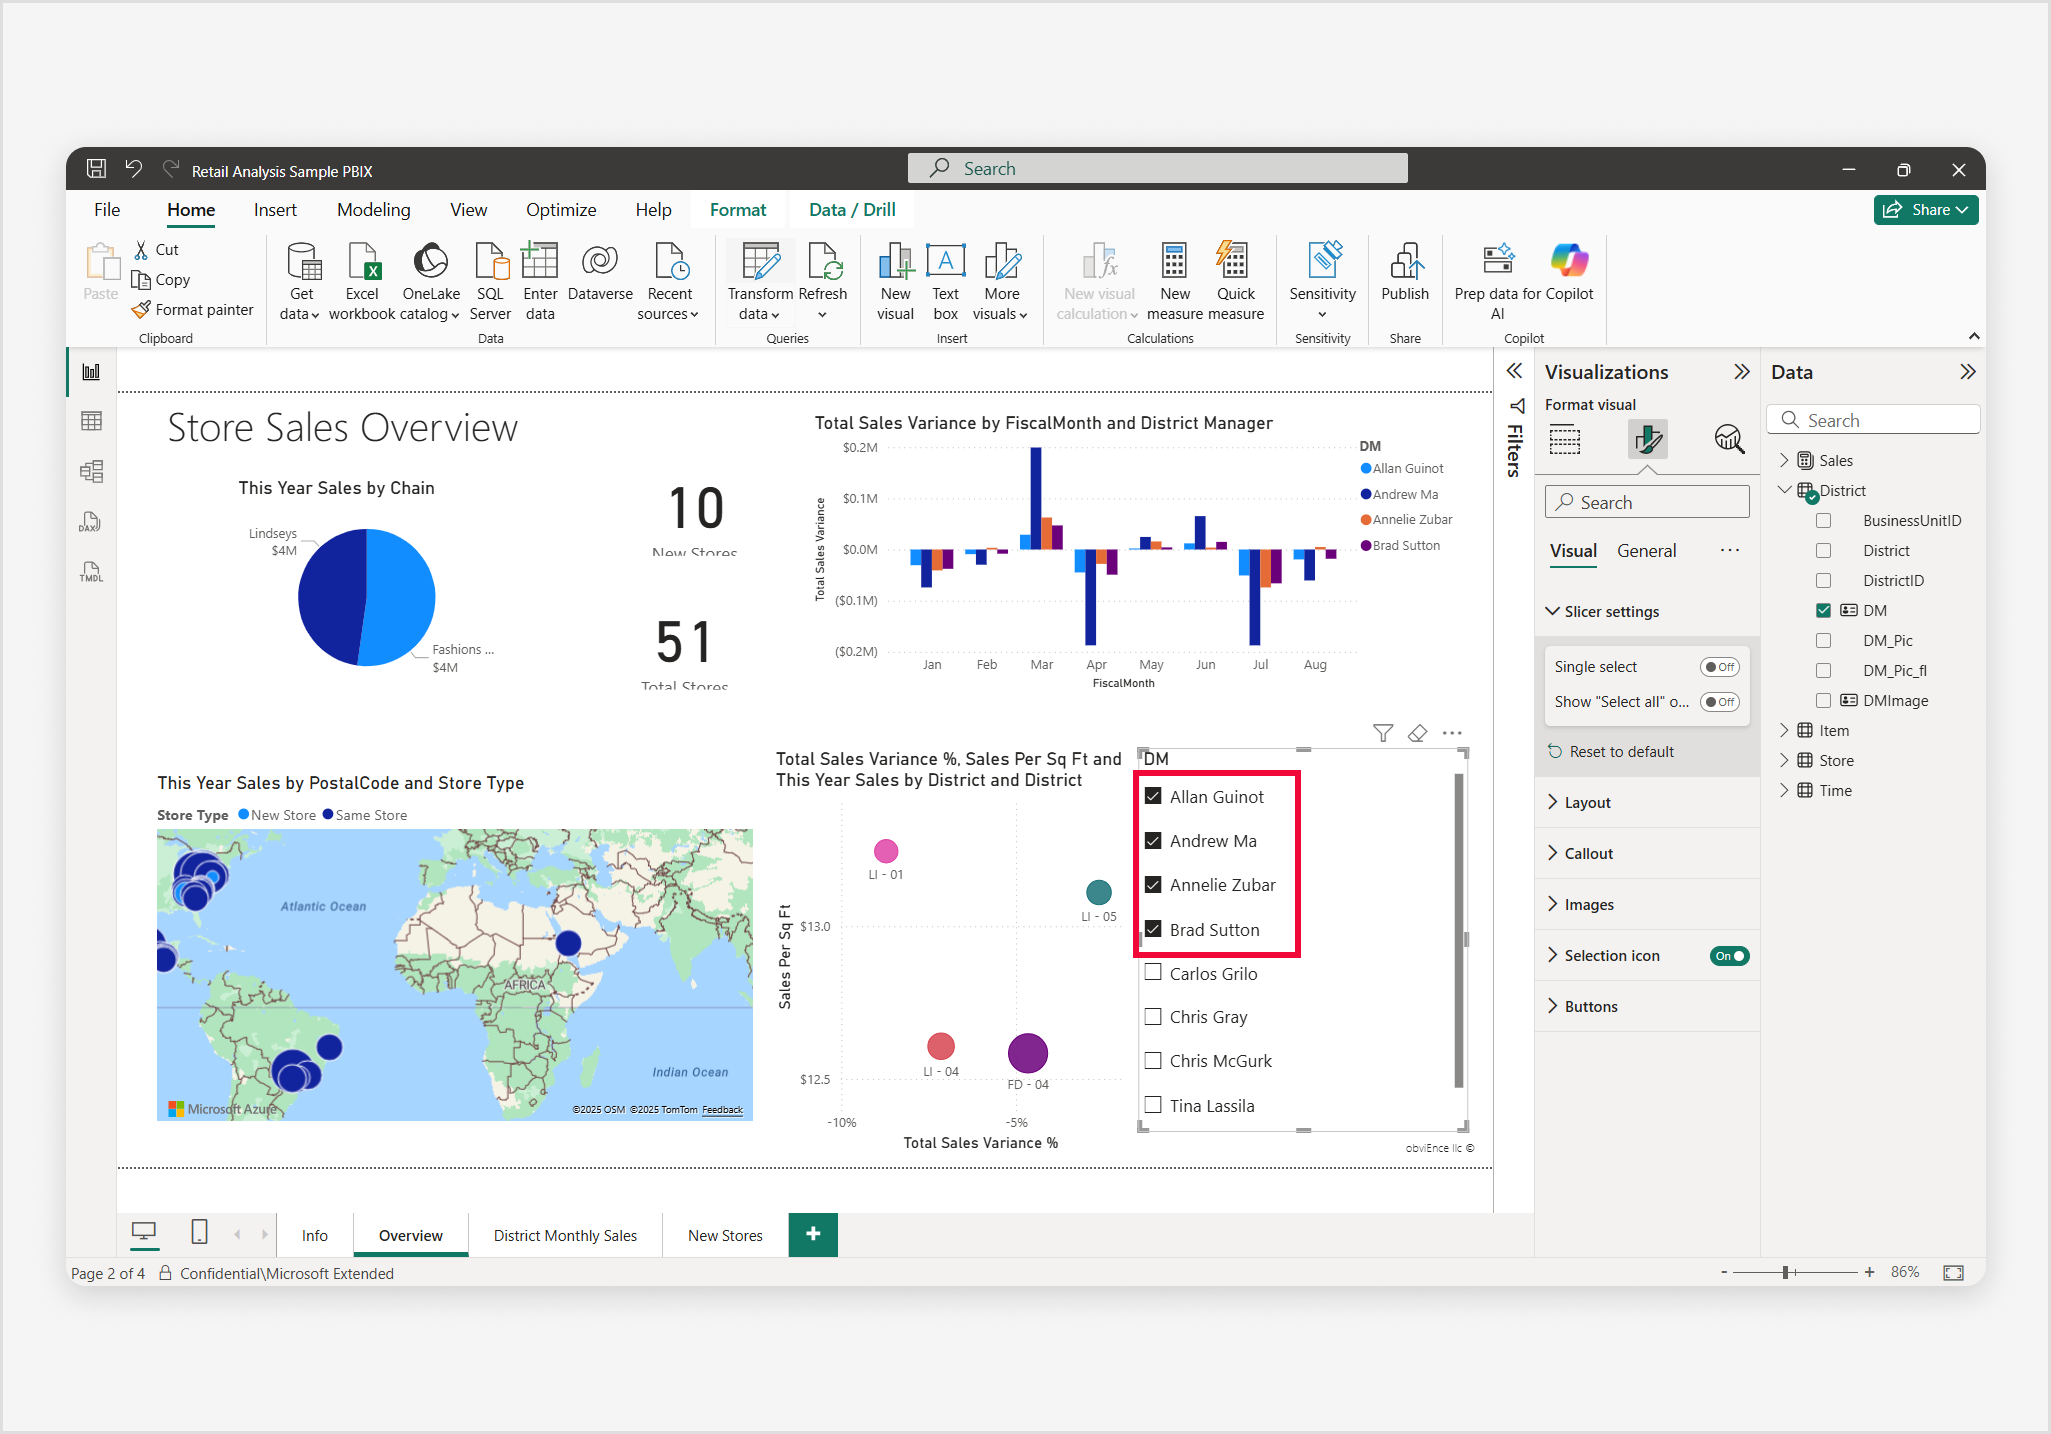 Retail Analysis Sample PBIX
Search
File Home Insert Modeling View Optimize Help Format Data / Drill
Share
Paste
Cut
Copy
Format painter
Clipboard
Get data
Excel workbook
OneLake catalog
SQL Server
Enter data
Dataverse
Recent sources
Data
Transform data
Refresh
Queries
New visual
Text box
More visuals
Insert
New visual calculation
New measure
Quick measure
Calculations
Sensitivity
Sensitivity
Publish
Share
Prep data for AI
Copilot
Copilot
DAX
TMDL
Store Sales Overview
This Year Sales by Chain
Lindseys
$4M
Fashions ...
$4M
10
New Stores
51
Total Stores
Total Sales Variance by FiscalMonth and District Manager
Total Sales Variance
$0.2M
$0.1M
$0.0M
($0.1M)
($0.2M)
Jan Feb Mar Apr May Jun Jul Aug
FiscalMonth
DM
Allan Guinot
Andrew Ma
Annelie Zubar
Brad Sutton
This Year Sales by PostalCode and Store Type
Store Type New Store Same Store
Atlantic Ocean
AFRICA
Indian Ocean
Microsoft Azure
©2025 OSM ©2025 TomTom Feedback
Total Sales Variance %, Sales Per Sq Ft and
This Year Sales by District and District
Sales Per Sq Ft
$13.0
$12.5
LI - 01
LI - 05
LI - 04
FD - 04
-10% -5%
Total Sales Variance %
DM
Allan Guinot
Andrew Ma
Annelie Zubar
Brad Sutton
Carlos Grilo
Chris Gray
Chris McGurk
Tina Lassila
obviEnce llc ©
Filters
Visualizations
Format visual
Search
Visual General ...
Slicer settings
Single select Off
Show "Select all" o... Off
Reset to default
Layout
Callout
Images
Selection icon On
Buttons
Data
Search
Sales
District
BusinessUnitID
District
DistrictID
DM
DM_Pic
DM_Pic_fl
DMImage
Item
Store
Time
Info Overview District Monthly Sales New Stores +
Page 2 of 4 Confidential\Microsoft Extended
- + 86%